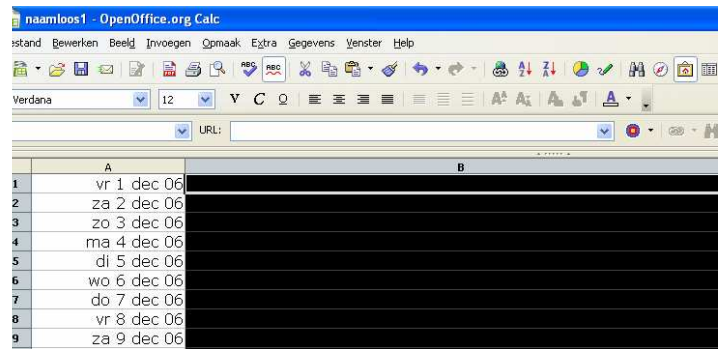 naamloos1 - OpenOffice.org Calc
estand Bewerken Beeld Invoegen Opmaak Extra Gegevens Venster Help
ABC ABC
Verdana 12 V C O
URL:
A B
1 vr 1 dec 06
2 za 2 dec 06
3 zo 3 dec 06
4 ma 4 dec 06
5 di 5 dec 06
6 wo 6 dec 06
7 do 7 dec 06
8 vr 8 dec 06
9 za 9 dec 06